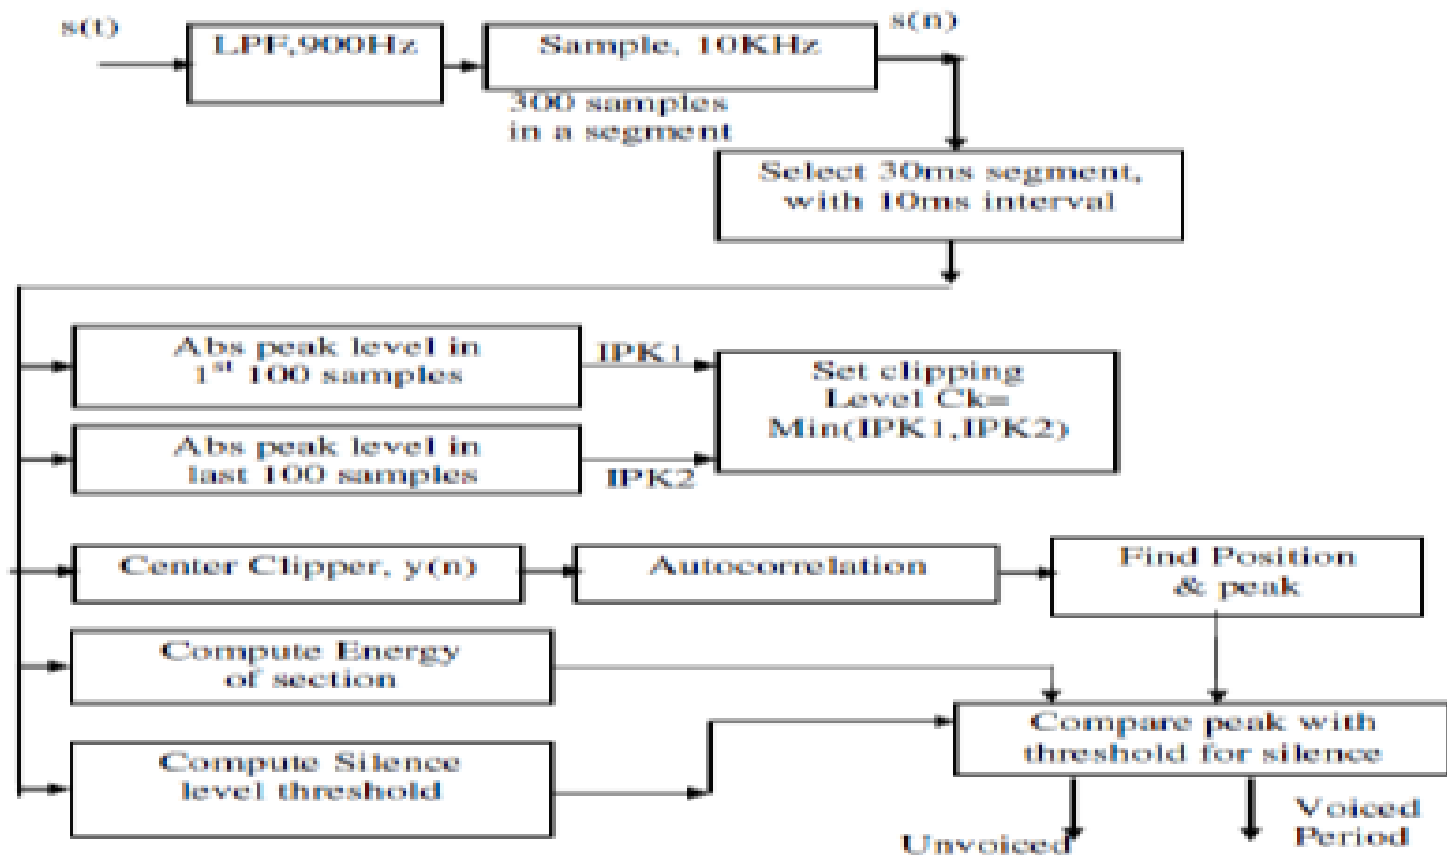 s(t)
LPF,900Hz
Sample, 10KHz
s(n)
300 samples
in a segment
Select 30ms segment,
with 10ms interval
Abs peak level in
1st 100 samples
IPK1
Set clipping
Level Ck=
Min(IPK1,IPK2)
Abs peak level in
last 100 samples
IPK2
Center Clipper, y(n)
Autocorrelation
Find Position
& peak
Compute Energy
of section
Compare peak with
threshold for silence
Compute Silence
level threshold
Unvoiced
Voiced
Period